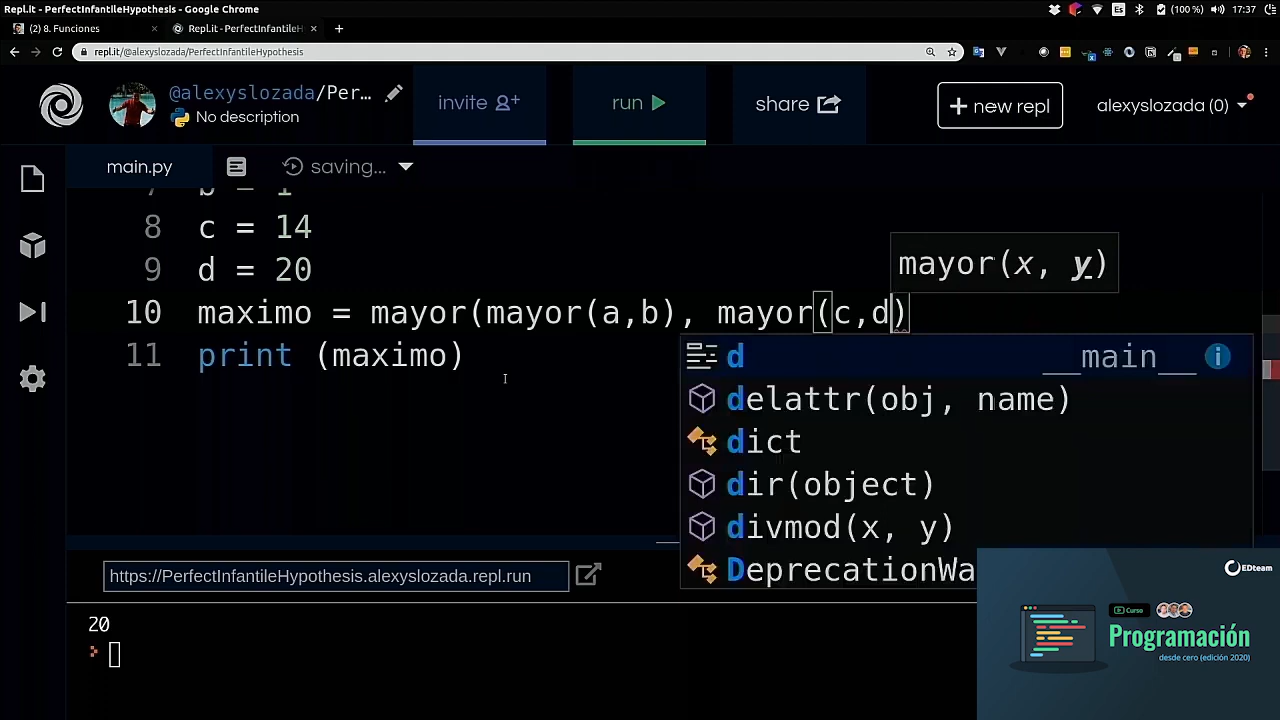 Repl.it - PerfectInfantileHypothesis - Google Chrome
Es
(100 %)
17:37
(2) 8. Funciones
Repl.it - PerfectInfantileH
repl.it/@alexyslozada/PerfectInfantileHypothesis
@alexyslozada/Per...
No description
invite
run
share
+ new repl
alexyslozada (0)
main.py
saving...
8 c = 14
9 d = 20
mayor(x, y)
10 maximo = mayor(mayor(a,b), mayor(c,d)
11 print (maximo)
d __main__
delattr(obj, name)
dict
dir(object)
divmod(x, y)
DeprecationWa
https://PerfectInfantileHypothesis.alexyslozada.repl.run
20
EDteam
Curso
Programación
desde cero (edición 2020)